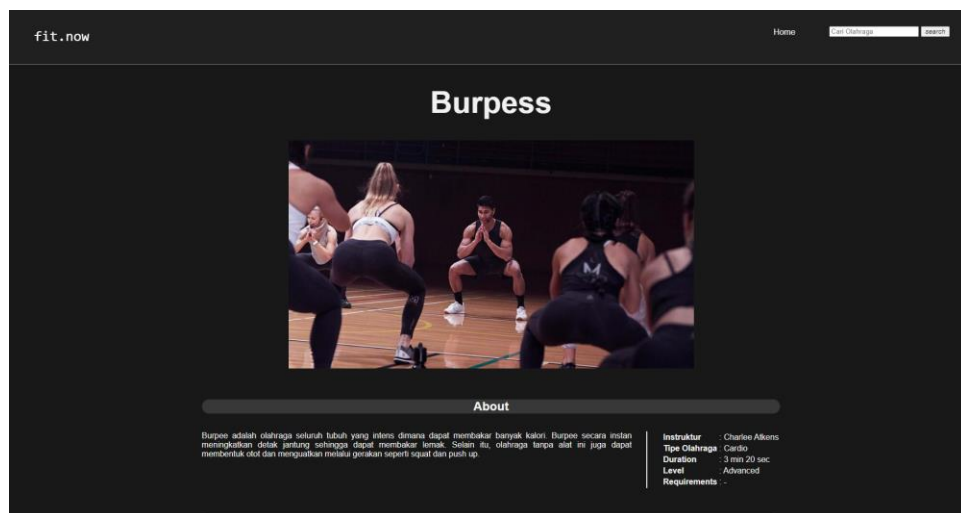 fit.now
Home
Cari Olahraga
search
Burpess
About
Burpee adalah olahraga seluruh tubuh yang intens dimana dapat membakar banyak kalori. Burpee secara instan
meningkatkan detak jantung sehingga dapat membakar lemak. Selain itu, olahraga tanpa alat ini juga dapat
membentuk otot dan menguatkan melalui gerakan seperti squat dan push up.
Instruktur : Charlee Atkens
Tipe Olahraga : Cardio
Duration : 3 min 20 sec
Level : Advanced
Requirements : -